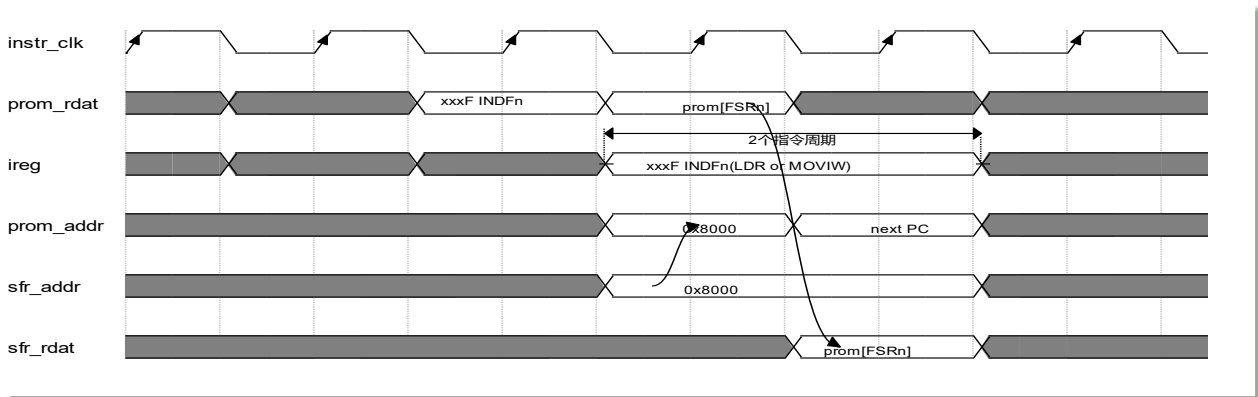 instr_clk
prom_rdat
xxxF INDFn
prom[FSRn]
2个指令周期
ireg
xxxF INDFn(LDR or MOVIW)
prom_addr
0x8000
next PC
sfr_addr
0x8000
sfr_rdat
prom[FSRn]